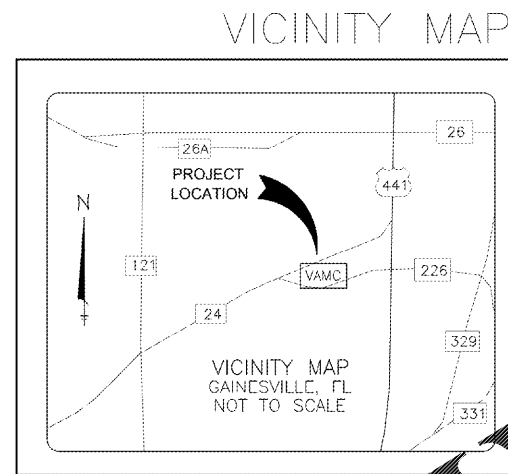 VICINITY MAP
26
26A
PROJECT
LOCATION
441
N
121
VAMC
226
24
329
VICINITY MAP
GAINESVILLE, FL
NOT TO SCALE
331